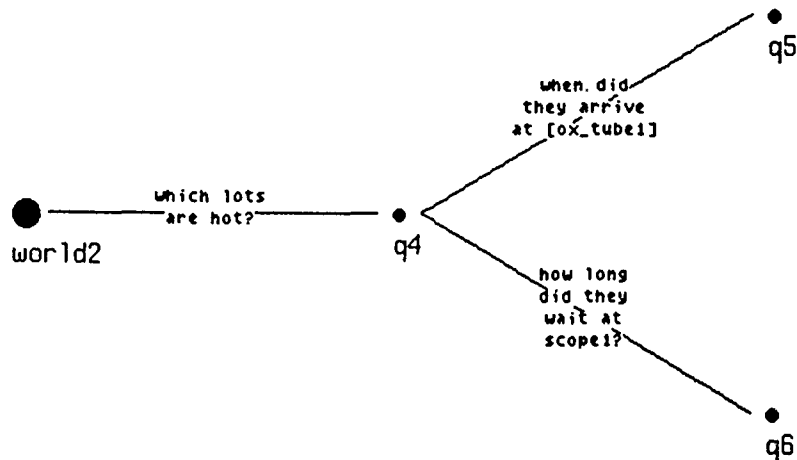 q5
when did
they arrive
at [ox_tube1]
which lots
are hot?
world2
q4
how long
did they
wait at
scope1?
q6